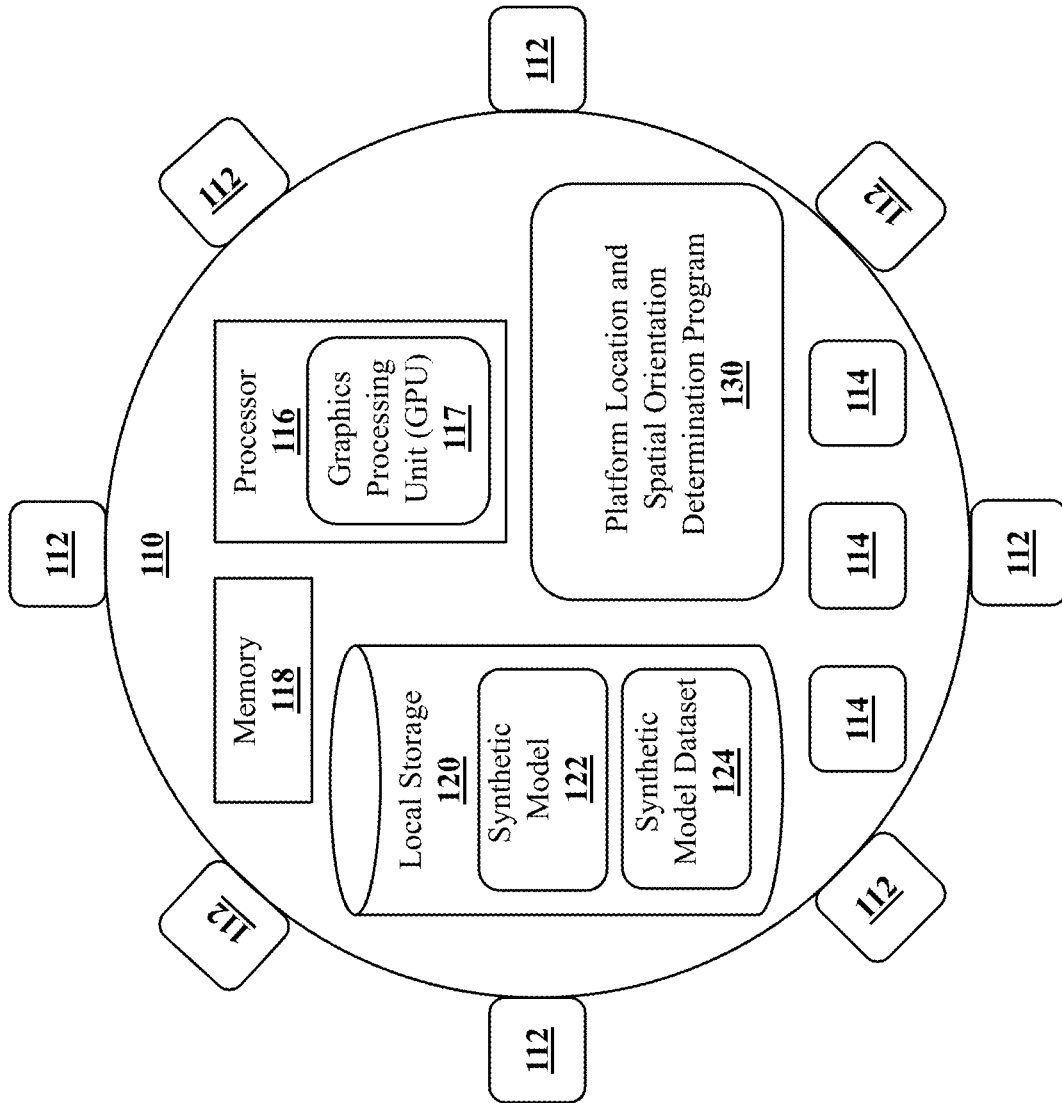 112
110
112
112
Memory
118
Processor
116
Graphics
Processing
Unit (GPU)
117
Local Storage
120
Synthetic
Model
122
Synthetic
Model Dataset
124
112
112
Platform Location and
Spatial Orientation
Determination Program
130
114
114
114
112
112
112